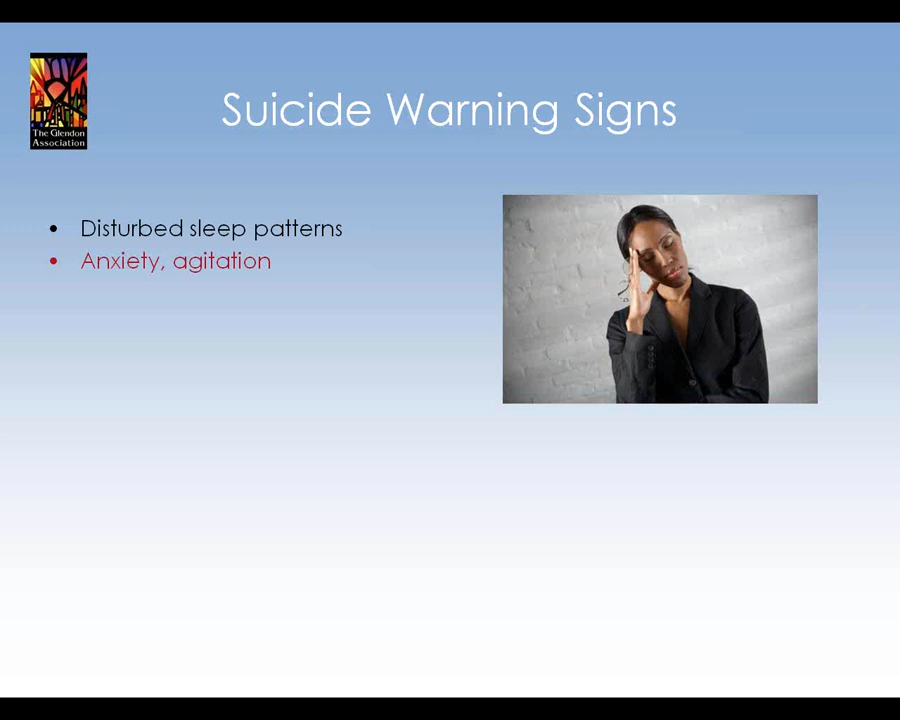 The Glendon
Association
Suicide Warning Signs
• Disturbed sleep patterns
• Anxiety, agitation